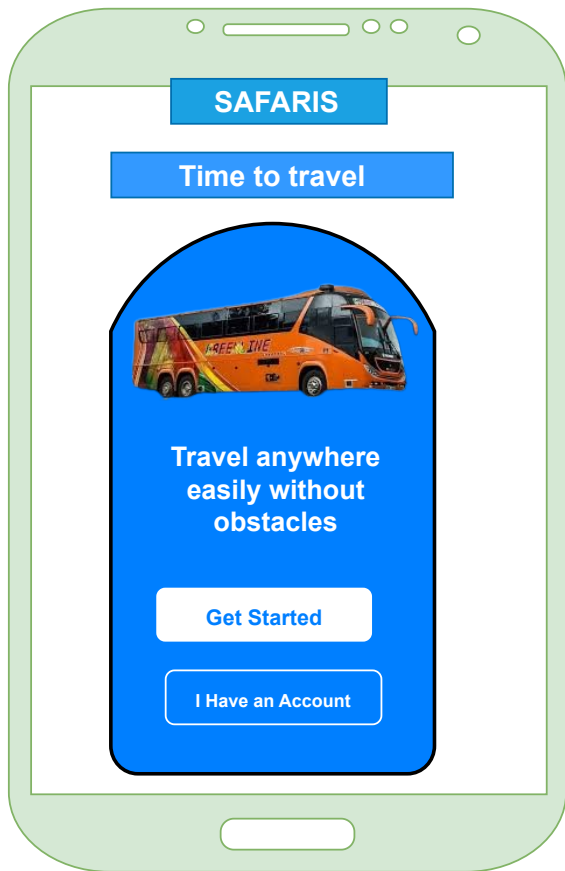 SAFARIS
Time to travel
Travel anywhere
easily without
obstacles
Get Started
I Have an Account